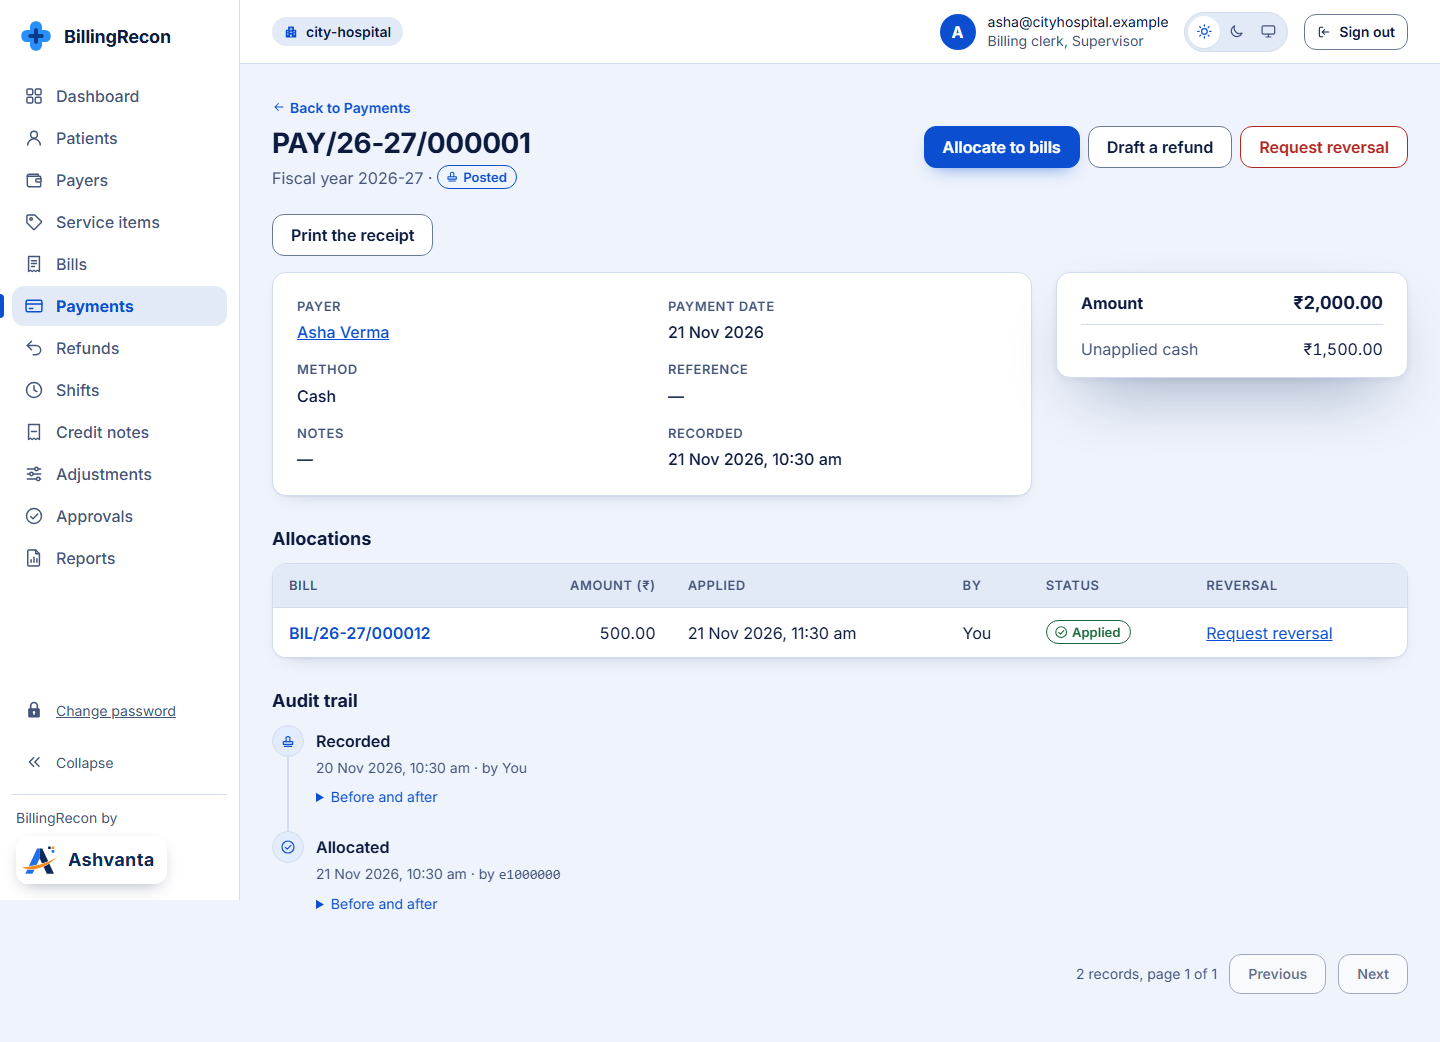 BillingRecon
city-hospital
A
asha@cityhospital.example
Billing clerk, Supervisor
Sign out
Dashboard
Patients
Payers
Service items
Bills
Payments
Refunds
Shifts
Credit notes
Adjustments
Approvals
Reports
Change password
Collapse
BillingRecon by
Ashvanta
Back to Payments
PAY/26-27/000001
Fiscal year 2026-27 · Posted
Allocate to bills
Draft a refund
Request reversal
Print the receipt
PAYER
Asha Verma
PAYMENT DATE
21 Nov 2026
METHOD
Cash
REFERENCE
—
NOTES
—
RECORDED
21 Nov 2026, 10:30 am
Amount ₹2,000.00
Unapplied cash ₹1,500.00
Allocations
BILL AMOUNT (₹) APPLIED BY STATUS REVERSAL
BIL/26-27/000012 500.00 21 Nov 2026, 11:30 am You Applied Request reversal
Audit trail
Recorded
20 Nov 2026, 10:30 am · by You
Before and after
Allocated
21 Nov 2026, 10:30 am · by e1000000
Before and after
2 records, page 1 of 1 Previous Next